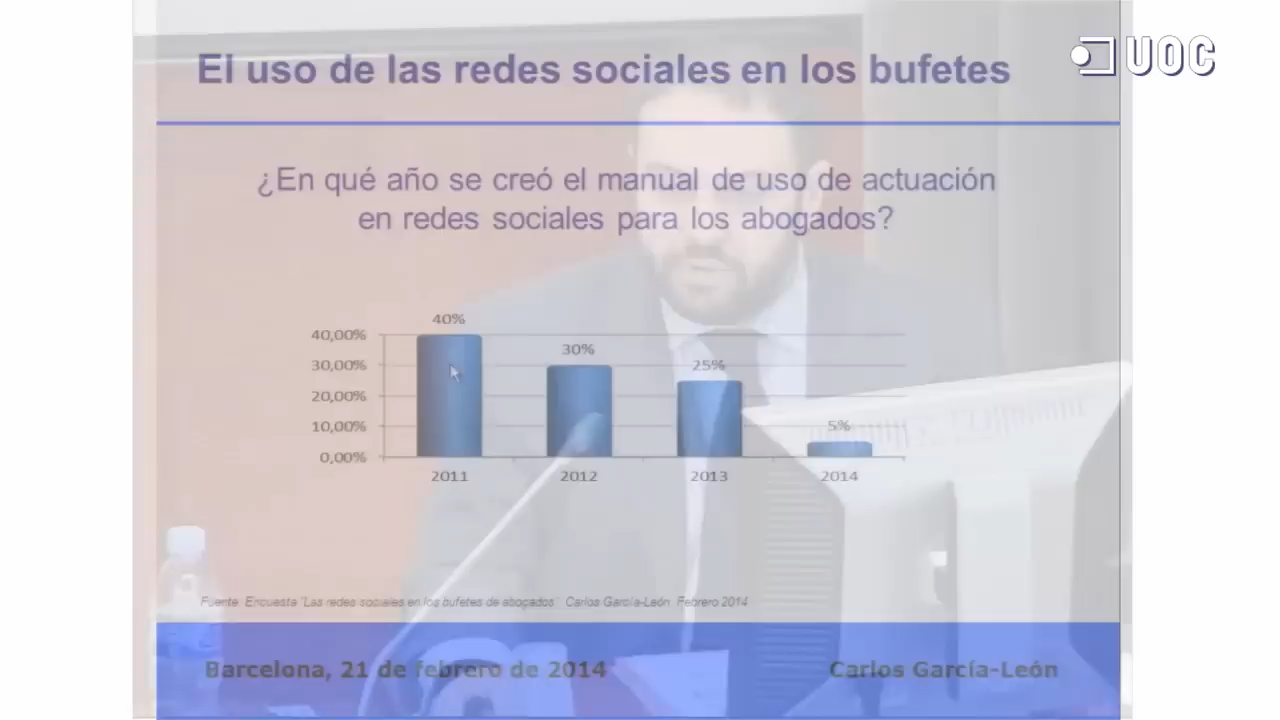 El uso de las redes sociales en los bufetes
UOC
¿En qué año se creó el manual de uso de actuación
en redes sociales para los abogados?
40%
40,00%
30%
30,00%
25%
20,00%
10,00%
5%
0,00%
2011 2012 2013 2014
Fuente: Encuesta "Las redes sociales en los bufetes de abogados". Carlos García-León. Febrero 2014
Barcelona, 21 de febrero de 2014
Carlos García-León